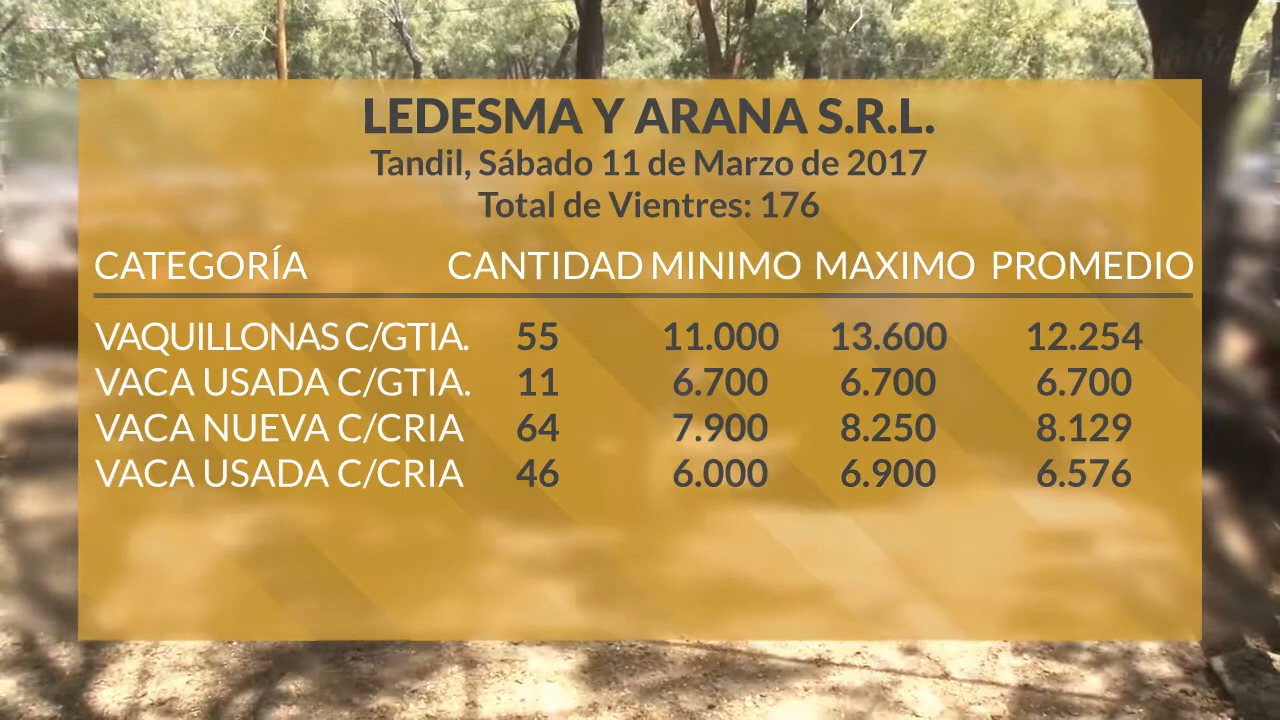 LEDESMA Y ARANA S.R.L.
Tandil, Sábado 11 de Marzo de 2017
Total de Vientres: 176
CATEGORÍA CANTIDAD MINIMO MAXIMO PROMEDIO
VAQUILLONAS C/GTIA. 55 11.000 13.600 12.254
VACA USADA C/GTIA. 11 6.700 6.700 6.700
VACA NUEVA C/CRIA 64 7.900 8.250 8.129
VACA USADA C/CRIA 46 6.000 6.900 6.576